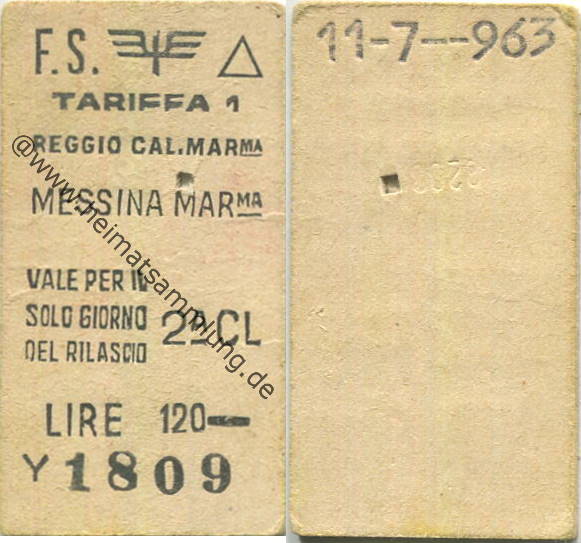 F.S.
TARIFFA 1
REGGIO CAL.MARMA
MESSINA MARMA
VALE PER IL
SOLO GIORNO
DEL RILASCIO
2ª CL
LIRE 120—
Y 1809
@www.heimatsammlung.de
11-7--963